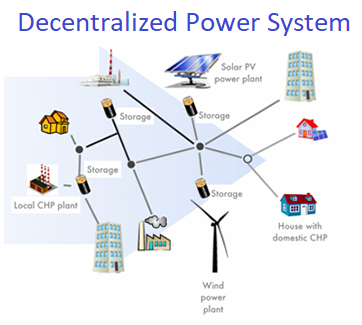 Decentralized Power System
Solar PV
power plant
Storage
Storage
Storage
Local CHP plant
Storage
House with
domestic CHP
Wind
power
plant